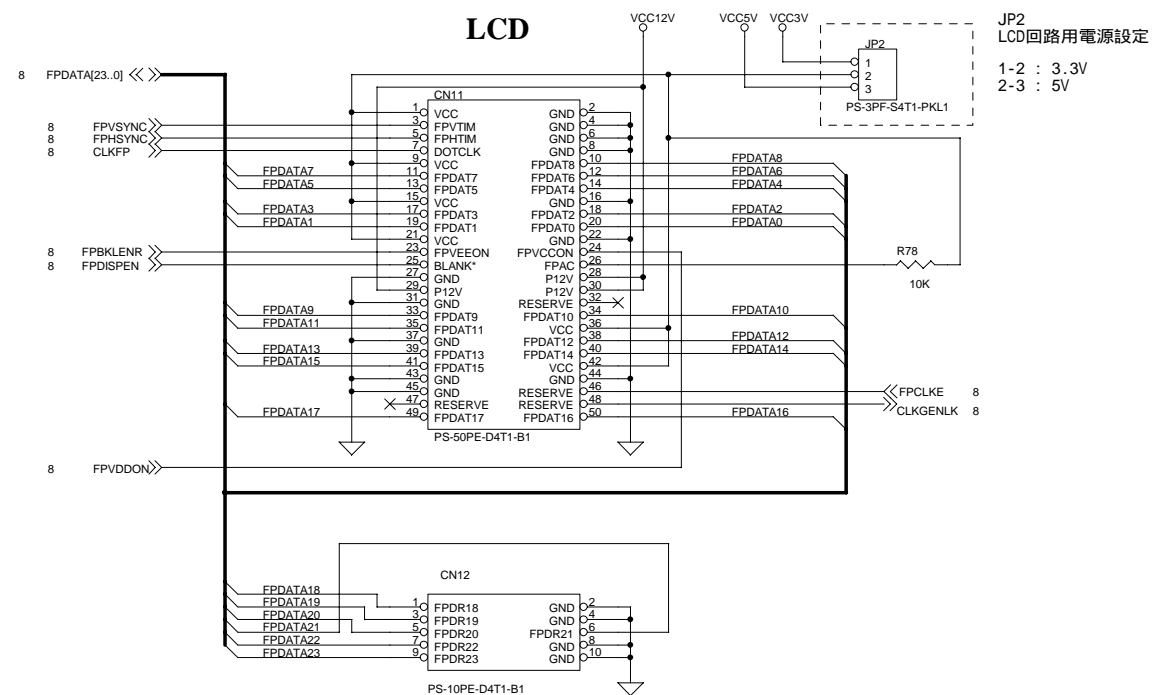 LCD
VCC12V
VCC5V
VCC3V
JP2
LCD回路用電源設定
1-2 : 3.3V
2-3 : 5V
JP2
1
2
3
PS-3PF-S4T1-PKL1
8 FPDATA[23..0]
8 FPVSYNC
8 FPHSYNC
8 CLKFP
FPDATA7
FPDATA5
FPDATA3
FPDATA1
8 FPBKLENR
8 FPDISPEN
FPDATA9
FPDATA11
FPDATA13
FPDATA15
FPDATA17
8 FPVDDON
CN11
1 VCC GND 2
3 FPVTIM GND 4
5 FPHTIM GND 6
7 DOTCLK GND 8
9 VCC FPDAT8 10
11 FPDAT7 FPDAT6 12
13 FPDAT5 FPDAT4 14
15 VCC GND 16
17 FPDAT3 FPDAT2 18
19 FPDAT1 FPDAT0 20
21 VCC GND 22
23 FPVEEON FPVCCON 24
25 BLANK* FPAC 26
27 GND P12V 28
29 P12V P12V 30
31 GND RESERVE 32
33 FPDAT9 FPDAT10 34
35 FPDAT11 VCC 36
37 GND FPDAT12 38
39 FPDAT13 FPDAT14 40
41 FPDAT15 VCC 42
43 GND GND 44
45 GND RESERVE 46
47 RESERVE RESERVE 48
49 FPDAT17 FPDAT16 50
PS-50PE-D4T1-B1
FPDATA8
FPDATA6
FPDATA4
FPDATA2
FPDATA0
R78
10K
FPDATA10
FPDATA12
FPDATA14
FPCLKE 8
CLKGENLK 8
FPDATA16
FPDATA18
FPDATA19
FPDATA20
FPDATA21
FPDATA22
FPDATA23
CN12
1 FPDR18 GND 2
3 FPDR19 GND 4
5 FPDR20 FPDR21 6
7 FPDR22 GND 8
9 FPDR23 GND 10
PS-10PE-D4T1-B1